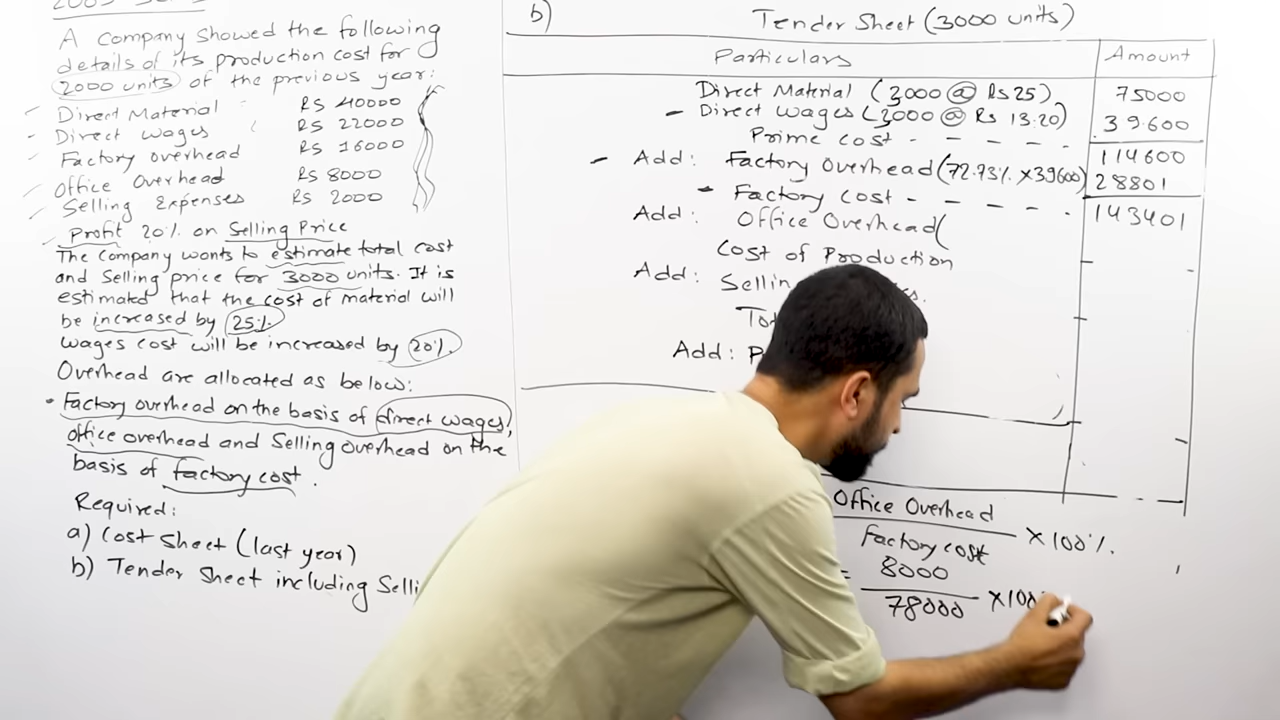 A company showed the following
details of its production cost for
2000 units of the previous year:
Direct Material RS 40000
Direct Wages RS 22000
Factory overhead RS 16000
Office Overhead RS 8000
Selling Expenses RS 2000
Profit 20% on Selling Price
The company wants to estimate total cost
and Selling price for 3000 units. It is
estimated that the cost of material will
be increased by 25%.
Wages cost will be increased by 20%.
Overhead are allocated as below:
Factory overhead on the basis of direct wages,
office overhead and Selling overhead on the
basis of factory cost.
Required:
a) Cost sheet (last year)
b) Tender Sheet including Selli
b) Tender Sheet (3000 units)
Particulars Amount
Direct Material (3000 @ Rs 25) 75000
- Direct Wages (3000 @ Rs 13.20) 39600
Prime cost - - - - - 114600
- Add: Factory Overhead (72.73% × 39600) 28801
- Factory cost - - - - - 143401
Add: Office Overhead (
Cost of Production
Add: Sellin
To
Add: P
Office Overhead
Factory cost × 100%.
= 8000
78000 × 100